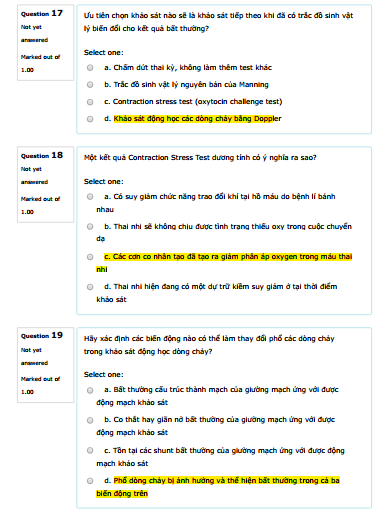 Question 17
Not yet
answered
Marked out of
1.00
Ưu tiên chọn khảo sát nào sẽ là khảo sát tiếp theo khi đã có trắc đồ sinh vật
lý biến đổi cho kết quả bất thường?
Select one:
a. Chấm dứt thai kỳ, không làm thêm test khác
b. Trắc đồ sinh vật lý nguyên bản của Manning
c. Contraction stress test (oxytocin challenge test)
d. Khảo sát động học các dòng chảy bằng Doppler
Question 18
Not yet
answered
Marked out of
1.00
Một kết quả Contraction Stress Test dương tính có ý nghĩa ra sao?
Select one:
a. Có suy giảm chức năng trao đổi khí tại hồ máu do bệnh lí bánh
nhau
b. Thai nhi sẽ không chịu được tình trạng thiếu oxy trong cuộc chuyển
dạ
c. Các cơn co nhân tạo đã tạo ra giảm phân áp oxygen trong máu thai
nhi
d. Thai nhi hiện đang có một dự trữ kiềm suy giảm ở tại thời điểm
khảo sát
Question 19
Not yet
answered
Marked out of
1.00
Hãy xác định các biến động nào có thể làm thay đổi phổ các dòng chảy
trong khảo sát động học dòng chảy?
Select one:
a. Bất thường cấu trúc thành mạch của giường mạch ứng với được
động mạch khảo sát
b. Co thắt hay giãn nở bất thường của giường mạch ứng với được
động mạch khảo sát
c. Tồn tại các shunt bất thường của giường mạch ứng với được động
mạch khảo sát
d. Phổ dòng chảy bị ảnh hưởng và thể hiện bất thường trong cả ba
biến động trên